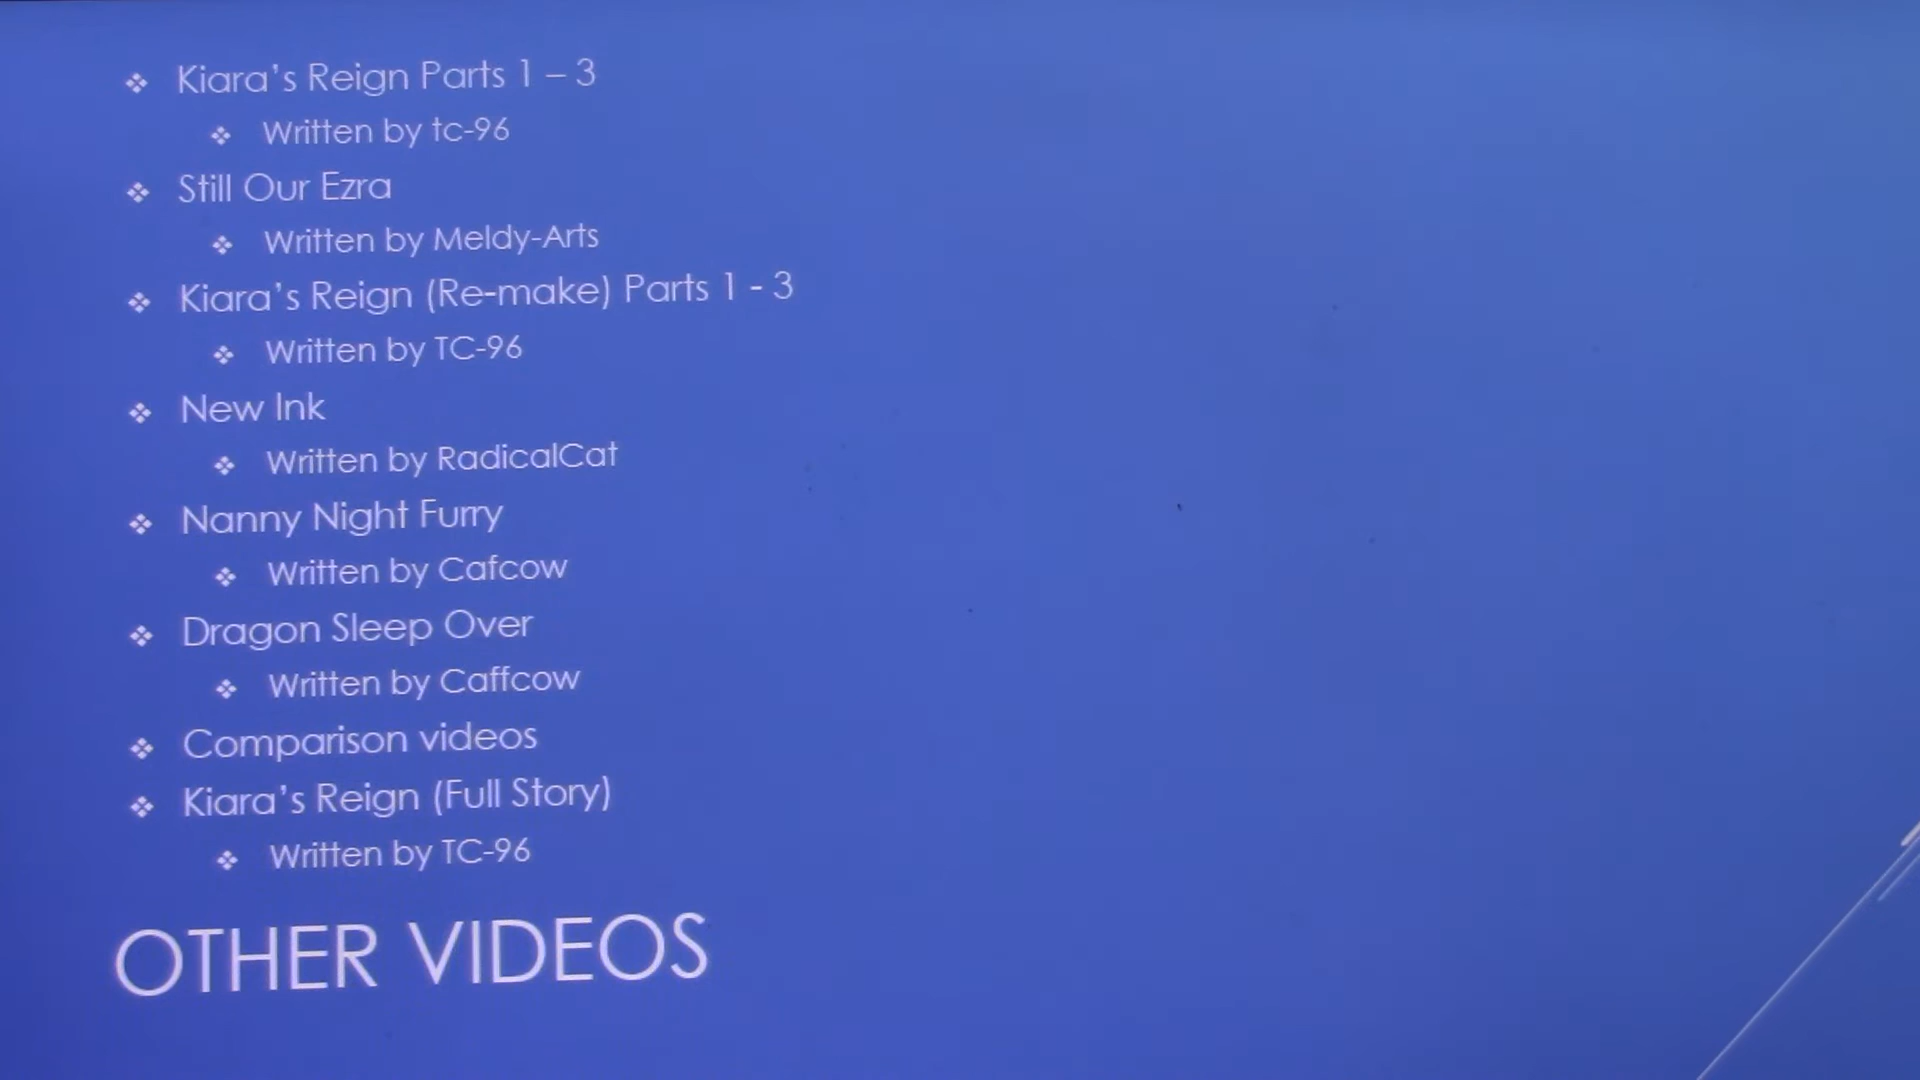 Kiara's Reign Parts 1 – 3
Written by tc-96
Still Our Ezra
Written by Meldy-Arts
Kiara's Reign (Re-make) Parts 1 - 3
Written by TC-96
New Ink
Written by RadicalCat
Nanny Night Furry
Written by Cafcow
Dragon Sleep Over
Written by Caffcow
Comparison videos
Kiara's Reign (Full Story)
Written by TC-96
OTHER VIDEOS